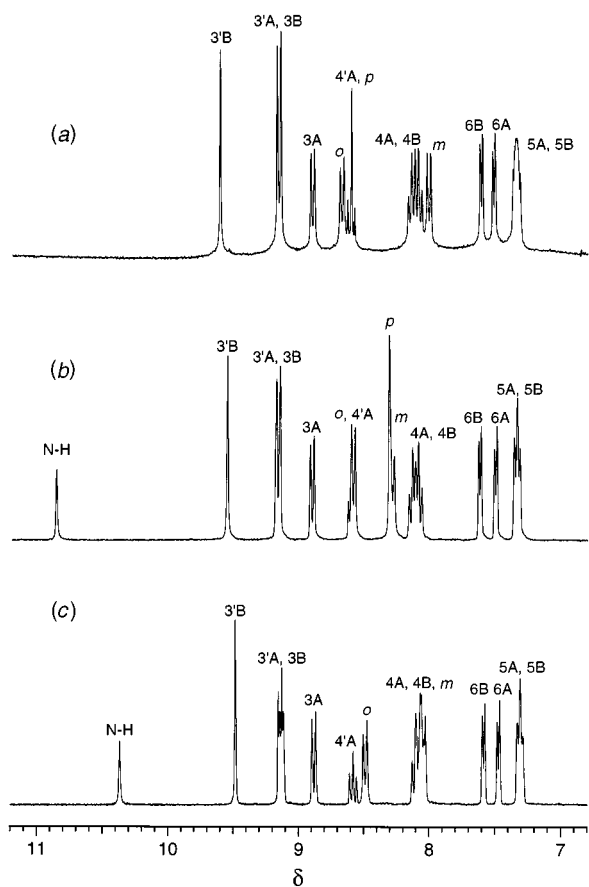 3'B
3'A, 3B
4'A, p
(a)
3A
o
4A, 4B
m
6B
6A
5A, 5B
p
(b)
3'B
3'A, 3B
5A, 5B
3A
o, 4'A
m
4A, 4B
6B
6A
N-H
(c)
3'B
3'A, 3B
5A, 5B
4A, 4B, m
3A
o
6B
6A
N-H
4'A
11
10
9
8
7
δ